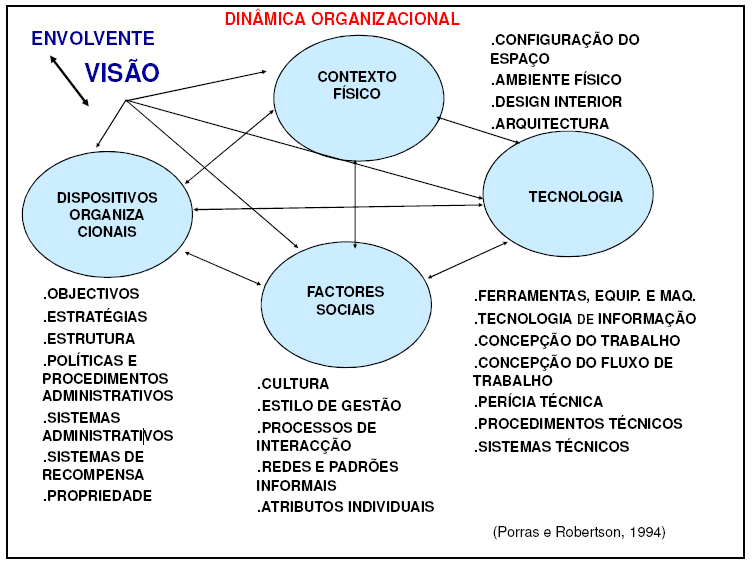 DINÂMICA ORGANIZACIONAL
ENVOLVENTE
VISÃO
CONTEXTO
FÍSICO
.CONFIGURAÇÃO DO
ESPAÇO
.AMBIENTE FÍSICO
.DESIGN INTERIOR
.ARQUITECTURA
DISPOSITIVOS
ORGANIZA
CIONAIS
TECNOLOGIA
FACTORES
SOCIAIS
.OBJECTIVOS
.ESTRATÉGIAS
.ESTRUTURA
.POLÍTICAS E
PROCEDIMENTOS
ADMINISTRATIVOS
.SISTEMAS
ADMINISTRATIVOS
.SISTEMAS DE
RECOMPENSA
.PROPRIEDADE
.CULTURA
.ESTILO DE GESTÃO
.PROCESSOS DE
INTERACÇÃO
.REDES E PADRÕES
INFORMAIS
.ATRIBUTOS INDIVIDUAIS
.FERRAMENTAS, EQUIP. E MAQ.
.TECNOLOGIA DE INFORMAÇÃO
.CONCEPÇÃO DO TRABALHO
.CONCEPÇÃO DO FLUXO DE
TRABALHO
.PERÍCIA TÉCNICA
.PROCEDIMENTOS TÉCNICOS
.SISTEMAS TÉCNICOS
(Porras e Robertson, 1994)